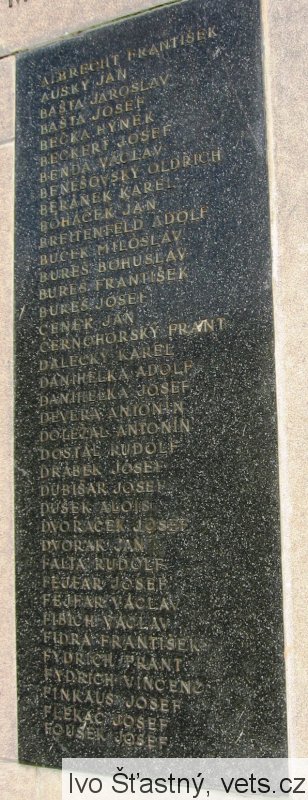 ALBRECHT FRANTIŠEK
AUSKÝ JAN
BAŠTA JAROSLAV
BAŠTA JOSEF
BEČKA HYNEK
BECKERT JOSEF
BENDA VÁCLAV
BENEŠOVSKÝ OLDŘICH
BERÁNEK KAREL
BOHÁČEK JAN
BREITENFELD ADOLF
BUČEK MILOSLAV
BUREŠ BOHUSLAV
BUREŠ FRANTIŠEK
BUREŠ JOSEF
ČENĚK JAN
ČERNOHORSKÝ FRANT
DALECKÝ KAREL
DANIHELKA ADOLF
DANIHELKA JOSEF
DEVERA ANTONÍN
DOLEČAL ANTONÍN
DOSTÁL RUDOLF
DRÁBEK JOSEF
DUBIŠAR JOSEF
DUŠEK ALOIS
DVOŘÁČEK JOSEF
DVOŘÁK JAN
FALTA RUDOLF
FEJFAR JOSEF
FEJFAR VÁCLAV
FIBICH VÁCLAV
FIDRA FRANTIŠEK
FYDRICH FRANT
FYDRICH VINCENC
FINKAUS JOSEF
FLEKAČ JOSEF
FOUSEK JOSEF
Ivo Šťastný, vets.cz